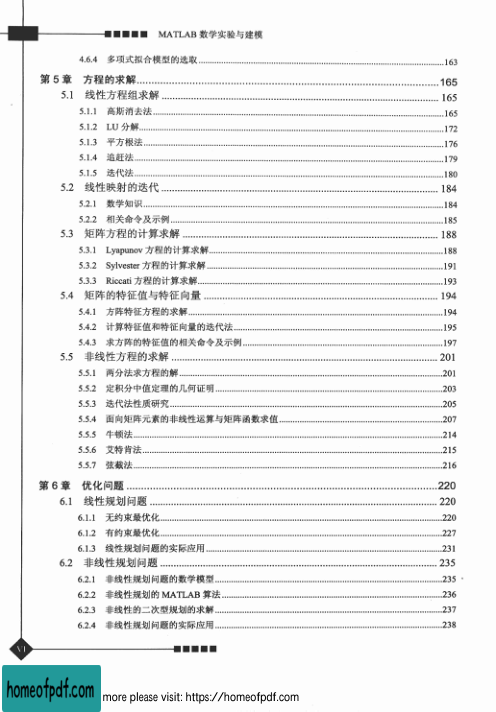 MATLAB 数学实验与建模
4.6.4 多项式拟合模型的选取 163
第 5 章 方程的求解 165
5.1 线性方程组求解 165
5.1.1 高斯消去法 165
5.1.2 LU 分解 172
5.1.3 平方根法 176
5.1.4 追赶法 179
5.1.5 迭代法 180
5.2 线性映射的迭代 184
5.2.1 数学知识 184
5.2.2 相关命令及示例 185
5.3 矩阵方程的计算求解 188
5.3.1 Lyapunov 方程的计算求解 188
5.3.2 Sylvester 方程的计算求解 191
5.3.3 Riccati 方程的计算求解 193
5.4 矩阵的特征值与特征向量 194
5.4.1 方阵特征方程的求解 194
5.4.2 计算特征值和特征向量的迭代法 195
5.4.3 求方阵的特征值的相关命令及示例 197
5.5 非线性方程的求解 201
5.5.1 两分法求方程的解 201
5.5.2 定积分中值定理的几何证明 203
5.5.3 迭代法性质研究 205
5.5.4 面向矩阵元素的非线性运算与矩阵函数求值 207
5.5.5 牛顿法 214
5.5.6 艾特肯法 215
5.5.7 弦截法 216
第 6 章 优化问题 220
6.1 线性规划问题 220
6.1.1 无约束最优化 220
6.1.2 有约束最优化 227
6.1.3 线性规划问题的实际应用 231
6.2 非线性规划问题 235
6.2.1 非线性规划问题的数学模型 235
6.2.2 非线性规划的 MATLAB 算法 236
6.2.3 非线性的二次型规划的求解 237
6.2.4 非线性规划问题的实际应用 238
VI
homeofpdf.com more please visit: https://homeofpdf.com